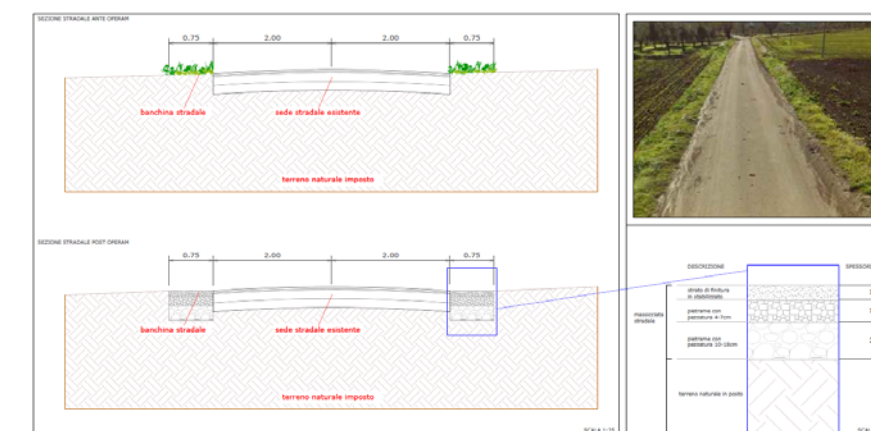 SEZIONE STRADALE ANTE OPERAM
0.75 2.00 2.00 0.75
banchina stradale
sede stradale esistente
terreno naturale imposto
SEZIONE STRADALE POST OPERAM
0.75 2.00 2.00 0.75
banchina stradale
sede stradale esistente
terreno naturale imposto
DESCRIZIONE
strato di finitura
in stabilizzato
massicciata
stradale
pietrame con
pezzatura 4-7cm
pietrame con
pezzatura 10-18cm
terreno naturale in posto